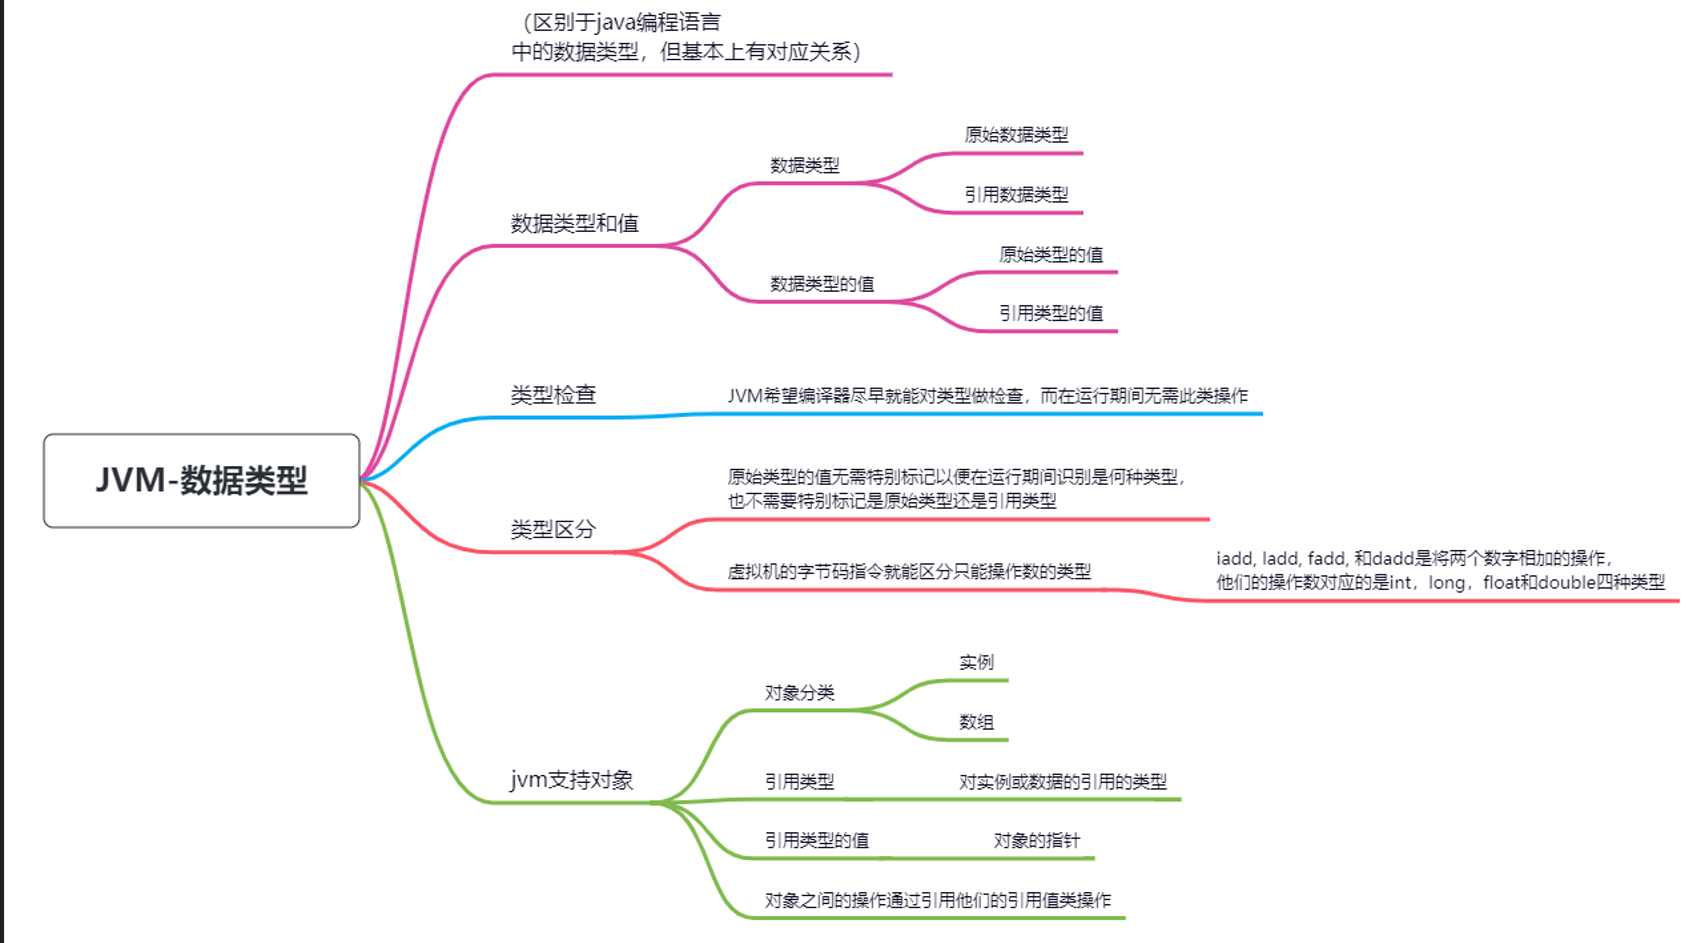 （区别于java编程语言
中的数据类型，但基本上有对应关系）
原始数据类型
数据类型
引用数据类型
数据类型和值
原始类型的值
数据类型的值
引用类型的值
类型检查
JVM希望编译器尽早就能对类型做检查，而在运行期间无需此类操作
JVM-数据类型
原始类型的值无需特别标记以便在运行期间识别是何种类型，
也不需要特别标记是原始类型还是引用类型
类型区分
虚拟机的字节码指令就能区分只能操作数的类型
iadd, ladd, fadd, 和dadd是将两个数字相加的操作，
他们的操作数对应的是int，long，float和double四种类型
实例
对象分类
数组
jvm支持对象
引用类型
对实例或数据的引用的类型
引用类型的值
对象的指针
对象之间的操作通过引用他们的引用值类操作